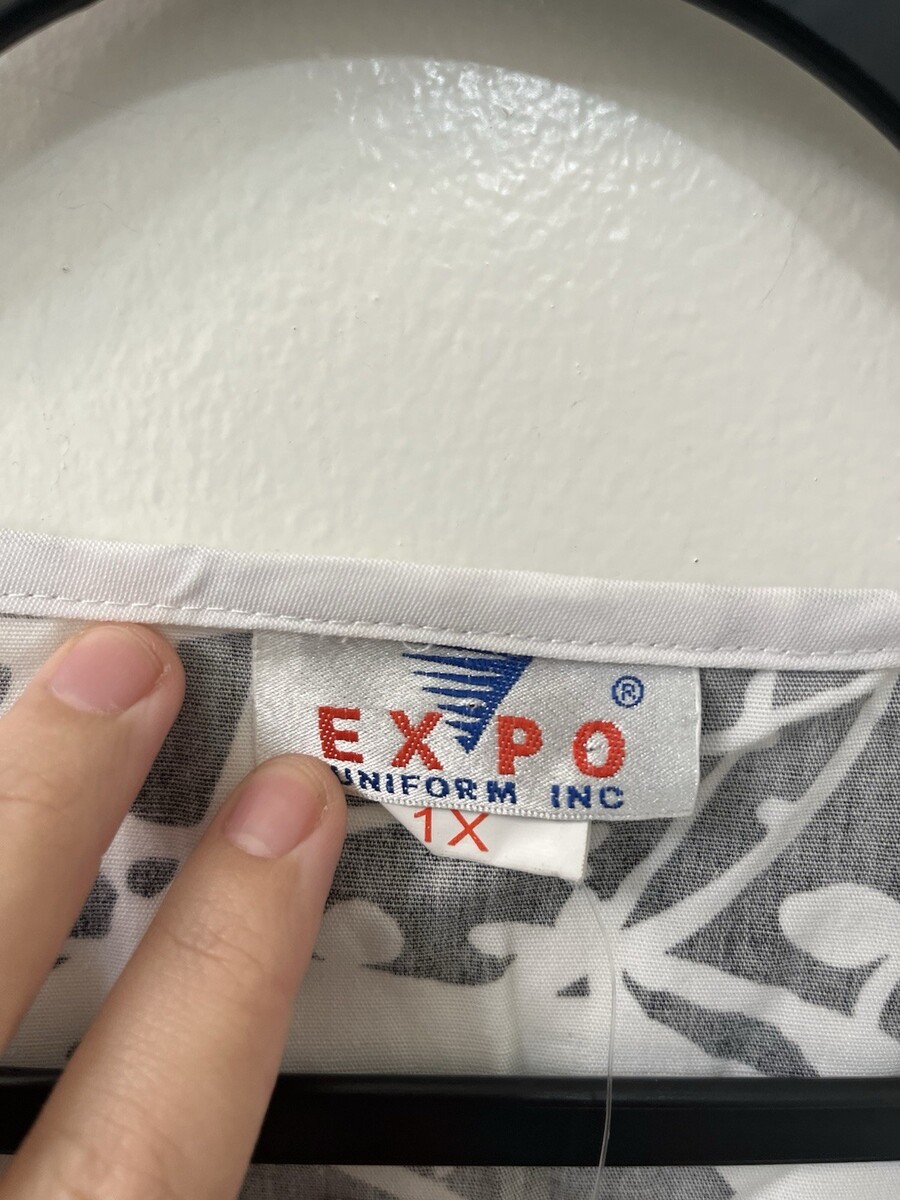 EXPO ®
UNIFORM INC
1X